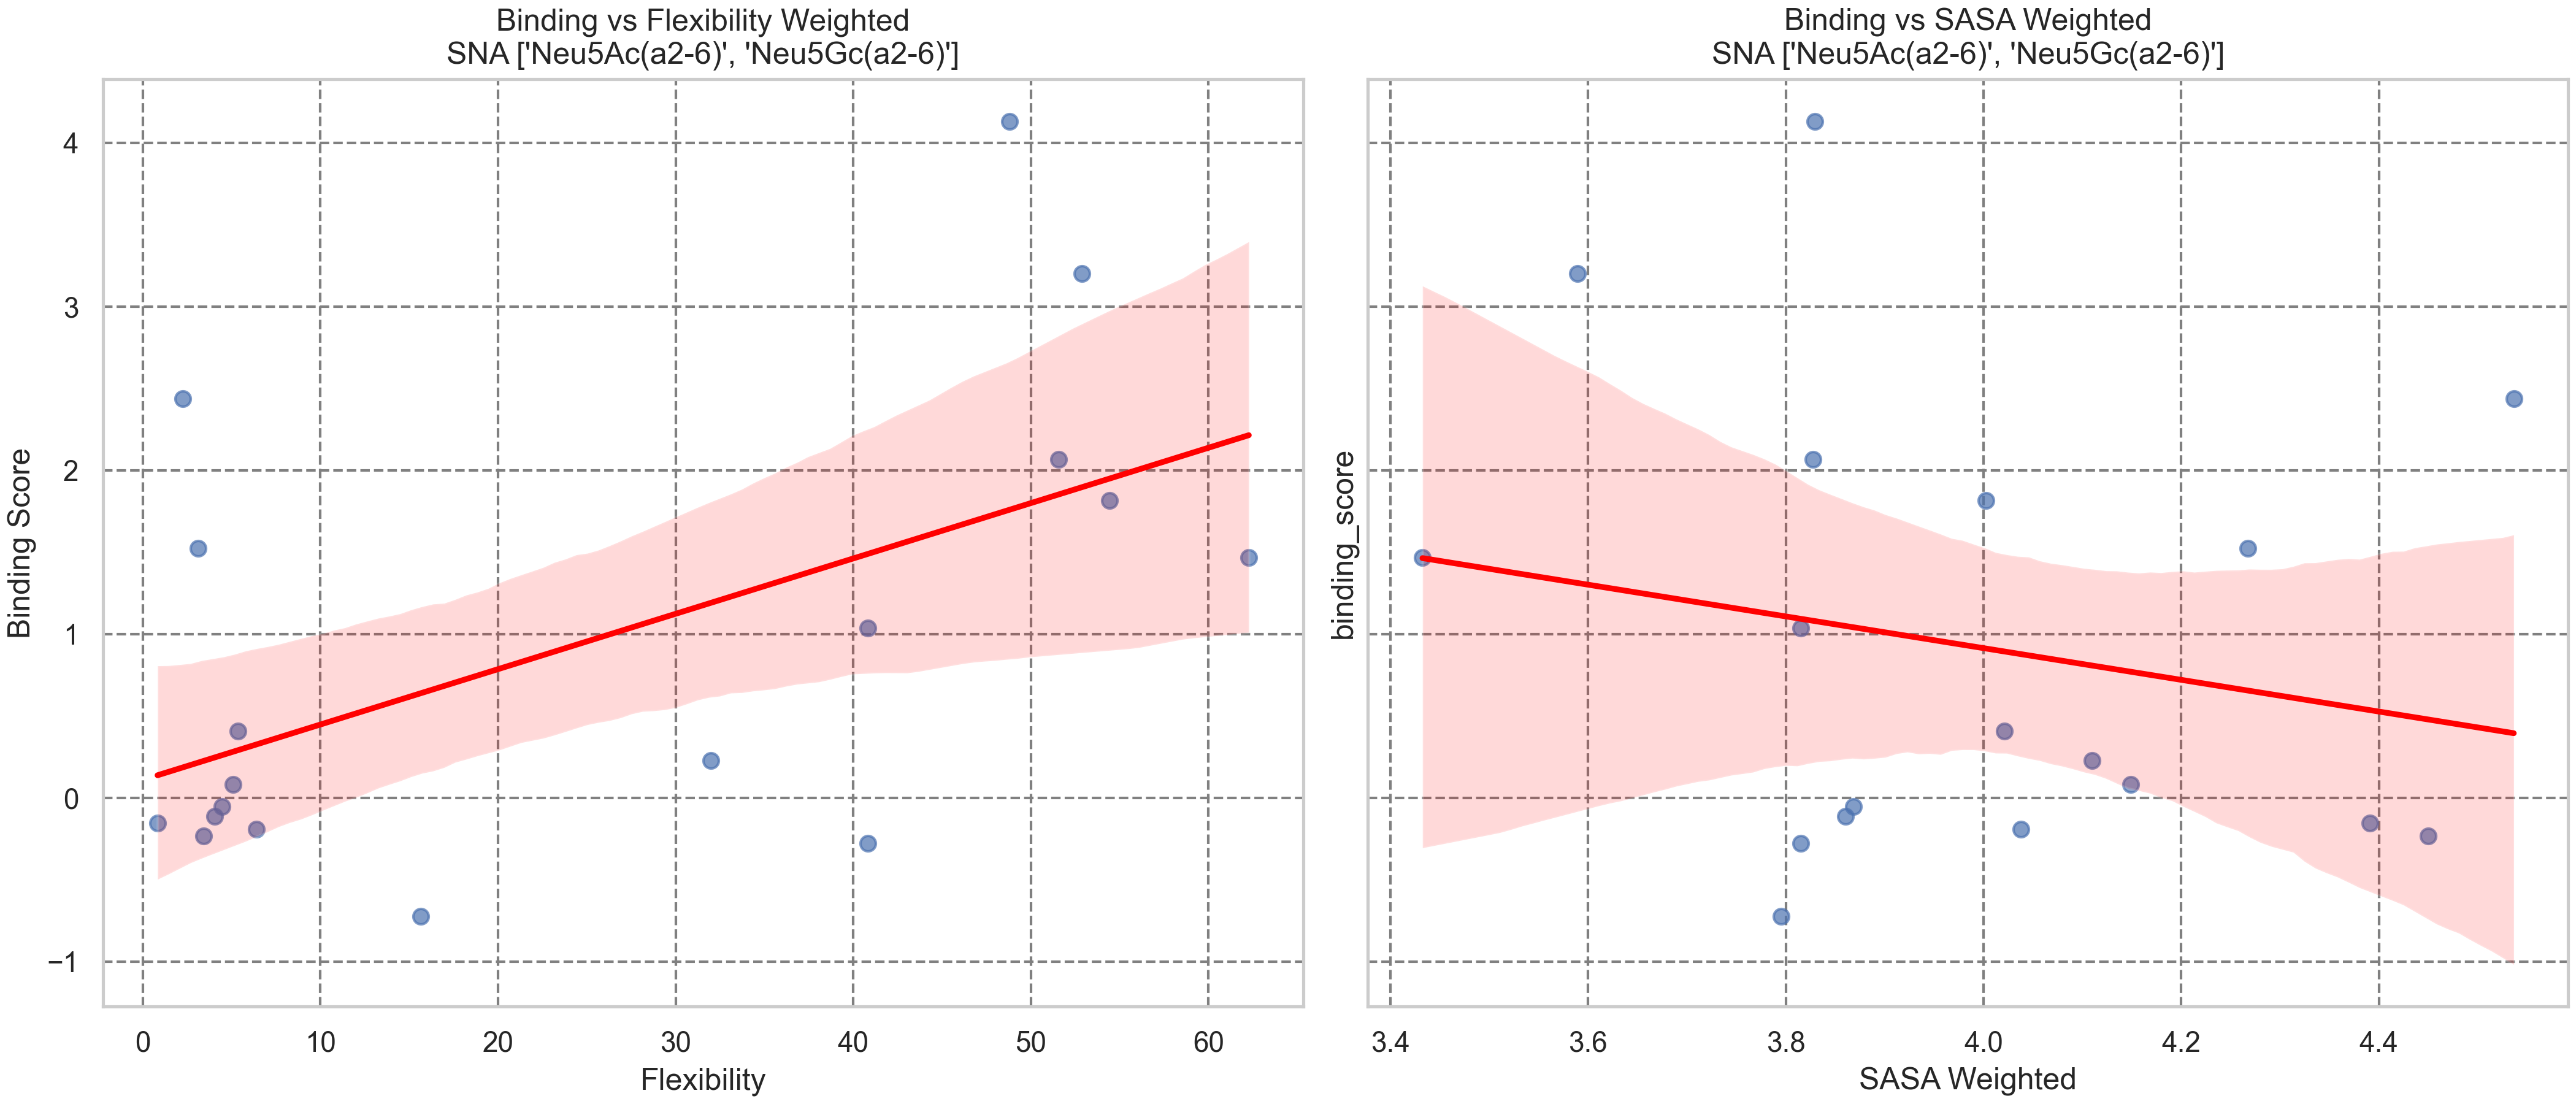 Binding vs Flexibility Weighted
SNA ['Neu5Ac(a2-6)', 'Neu5Gc(a2-6)']
Binding Score
4
3
2
1
0
−1
0 10 20 30 40 50 60
Flexibility
Binding vs SASA Weighted
SNA ['Neu5Ac(a2-6)', 'Neu5Gc(a2-6)']
binding_score
3.4 3.6 3.8 4.0 4.2 4.4
SASA Weighted